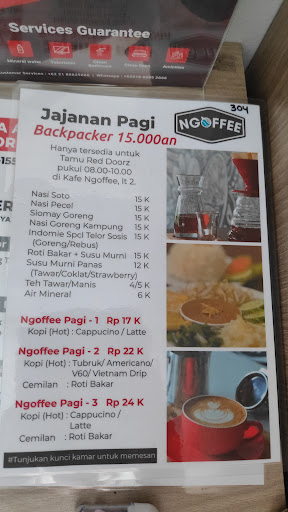 Services Guarantee
304
NGOFFEE
Jajanan Pagi
Backpacker 15.000an
Hanya tersedia untuk
Tamu Red Doorz
pukul 08.00-10.00
di Kafe Ngoffee, lt 2.
Nasi Soto 15 K
Nasi Pecel 15 K
Siomay Goreng 15 K
Nasi Goreng Kampung 15 K
Indomie Spcl Telor Sosis 15 K
(Goreng/Rebus)
Roti Bakar + Susu Murni 15 K
Susu Murni Panas 12 K
(Tawar/Coklat/Strawberry)
Teh Tawar/Manis 4/5 K
Air Mineral 6 K
Ngoffee Pagi - 1 Rp 17 K
Kopi (Hot) : Cappucino / Latte
Ngoffee Pagi - 2 Rp 22 K
Kopi (Hot) : Tubruk/ Americano/
V60/ Vietnam Drip
Cemilan : Roti Bakar
Ngoffee Pagi - 3 Rp 24 K
Kopi (Hot) : Cappucino /
Latte
Cemilan : Roti Bakar
#Tunjukan kunci kamar untuk memesan